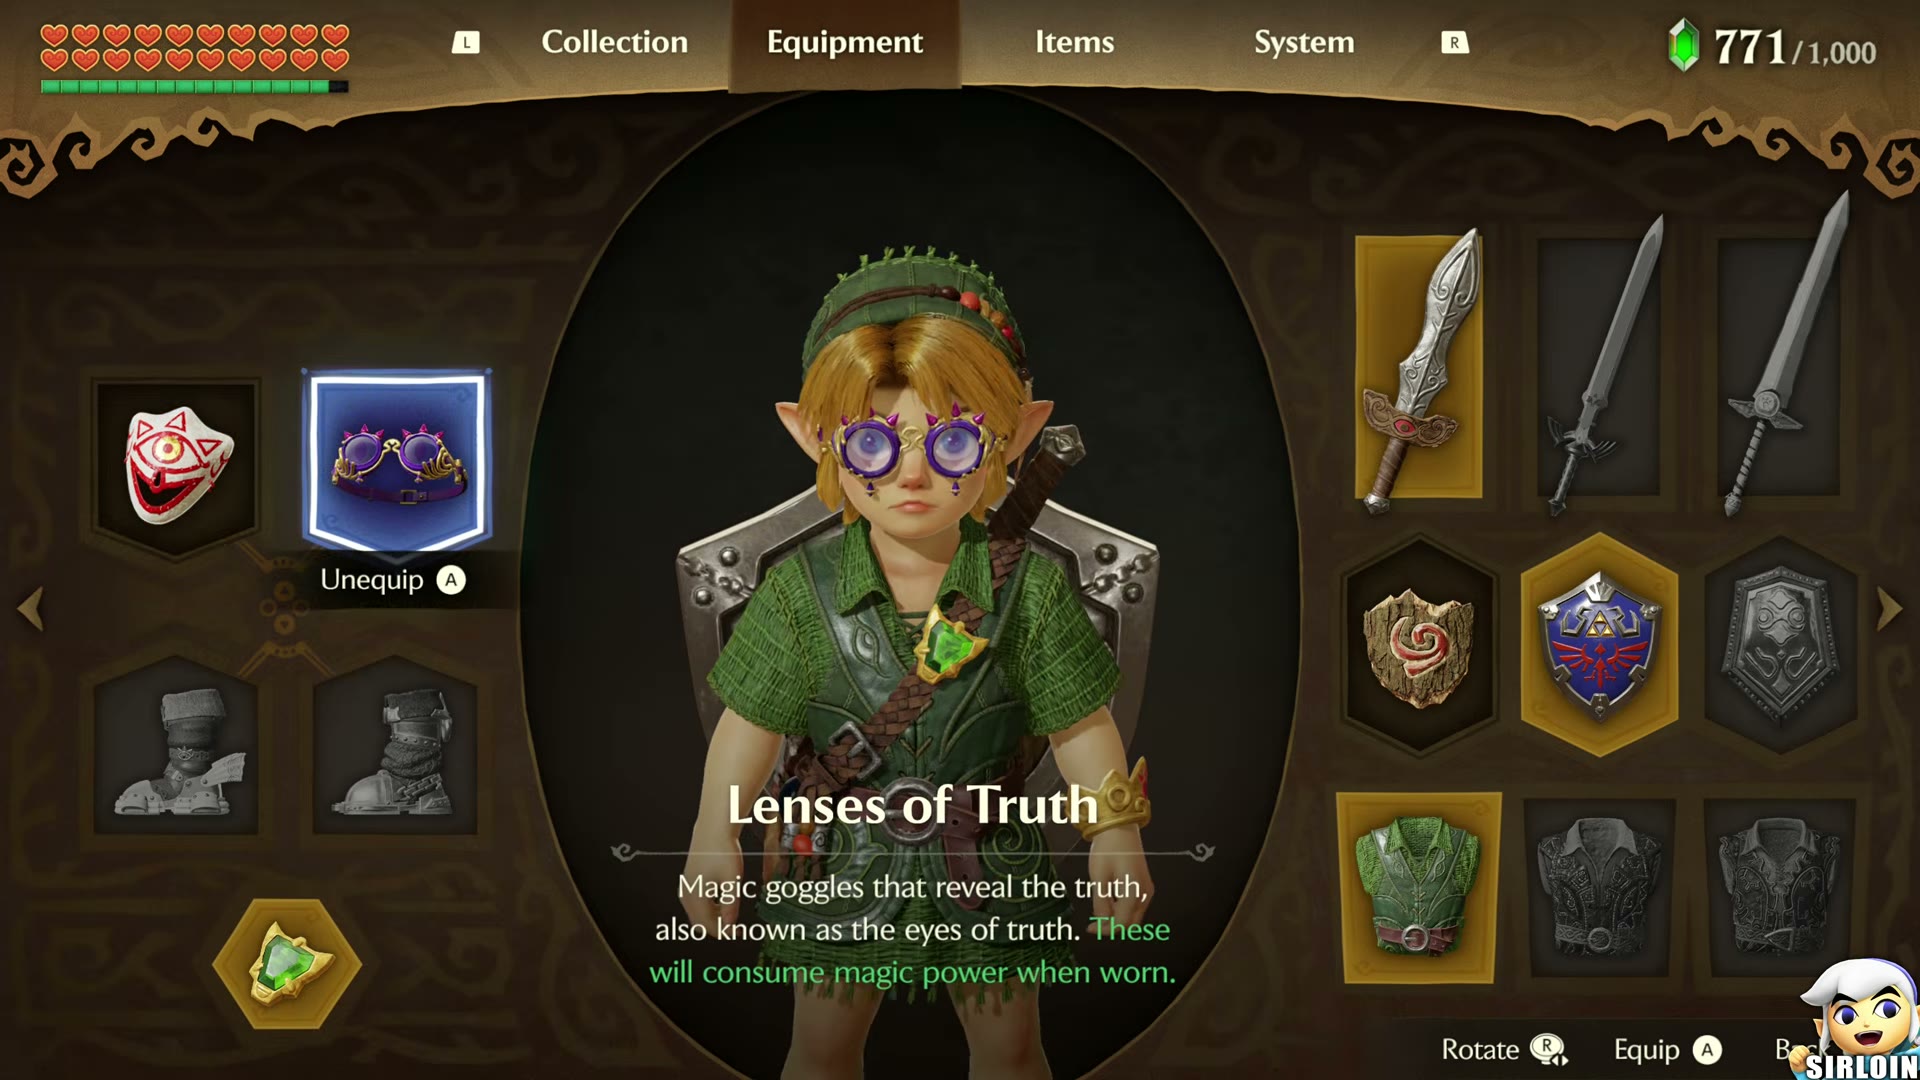 L Collection Equipment Items System R 771/1,000
Unequip A
Lenses of Truth
Magic goggles that reveal the truth,
also known as the eyes of truth. These
will consume magic power when worn.
Rotate R Equip A
SIRLOIN